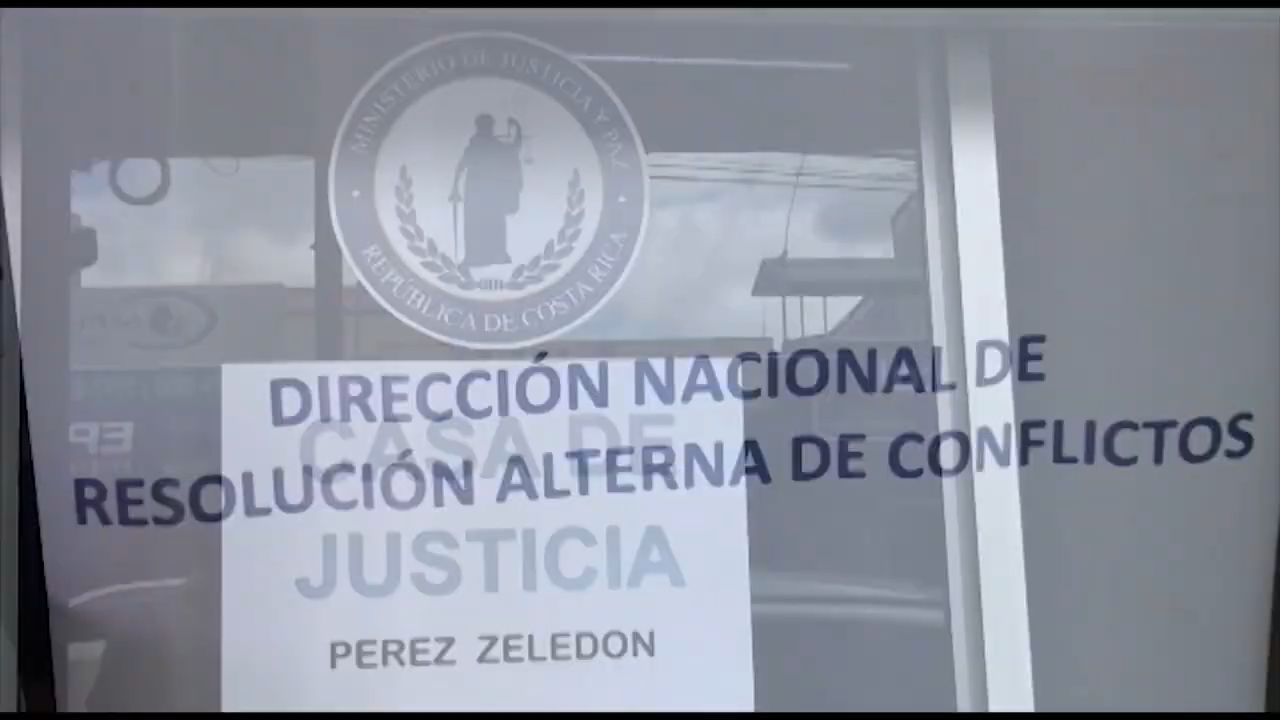 MINISTERIO DE JUSTICIA Y PAZ
REPÚBLICA DE COSTA RICA
DIRECCIÓN NACIONAL DE
RESOLUCIÓN ALTERNA DE CONFLICTOS
CASA DE
JUSTICIA
PEREZ ZELEDON